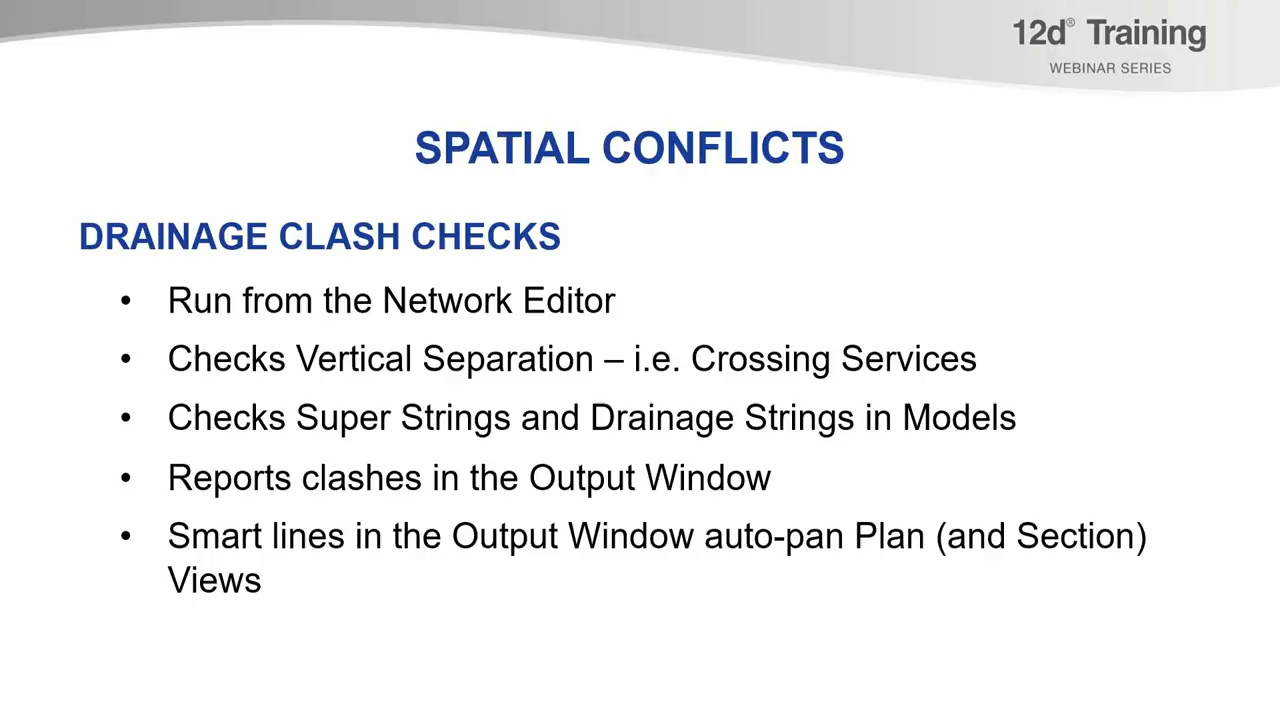 12d® Training
WEBINAR SERIES
SPATIAL CONFLICTS
DRAINAGE CLASH CHECKS
• Run from the Network Editor
• Checks Vertical Separation – i.e. Crossing Services
• Checks Super Strings and Drainage Strings in Models
• Reports clashes in the Output Window
• Smart lines in the Output Window auto-pan Plan (and Section)
Views